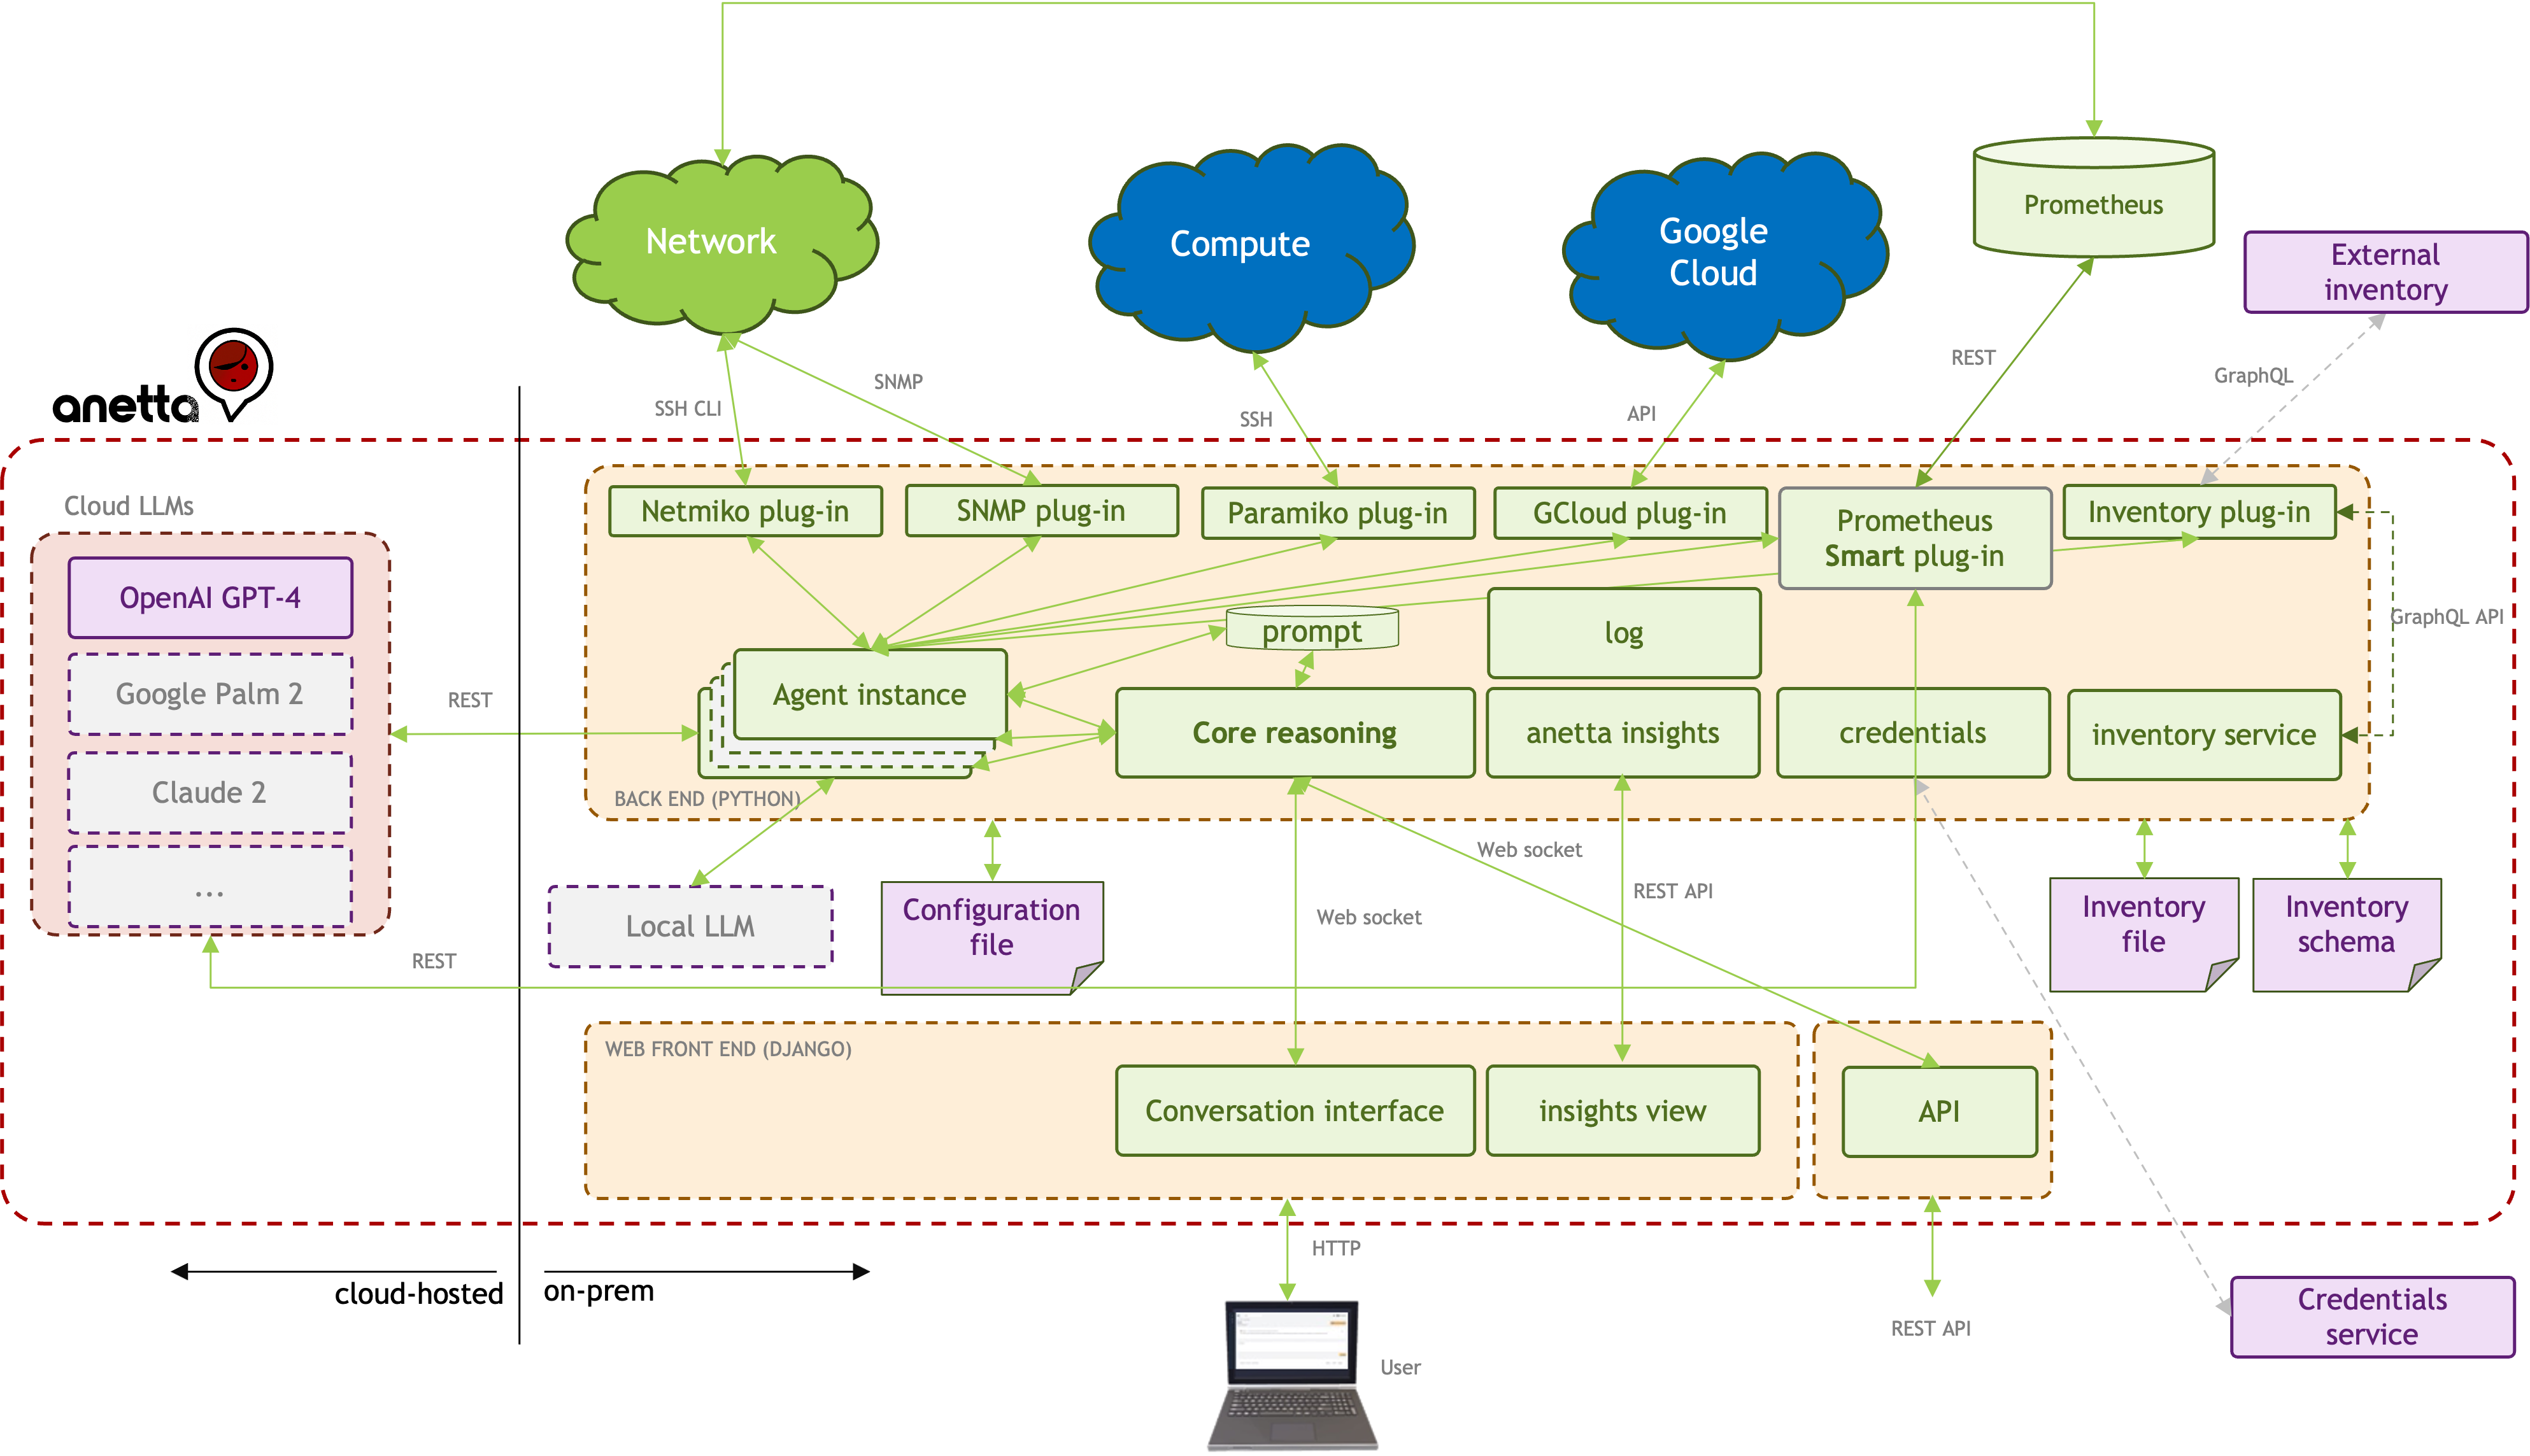 Network
Compute
Google
Cloud
Prometheus
External
inventory
anetta
SSH CLI
SNMP
SSH
API
REST
GraphQL
Cloud LLMs
OpenAI GPT-4
Google Palm 2
Claude 2
...
REST
REST
Netmiko plug-in
SNMP plug-in
Paramiko plug-in
GCloud plug-in
Prometheus
Smart plug-in
Inventory plug-in
GraphQL API
prompt
log
Agent instance
Core reasoning
anetta insights
credentials
inventory service
BACK END (PYTHON)
Local LLM
Configuration
file
Web socket
Web socket
REST API
Inventory
file
Inventory
schema
WEB FRONT END (DJANGO)
Conversation interface
insights view
API
cloud-hosted
on-prem
HTTP
User
REST API
Credentials
service